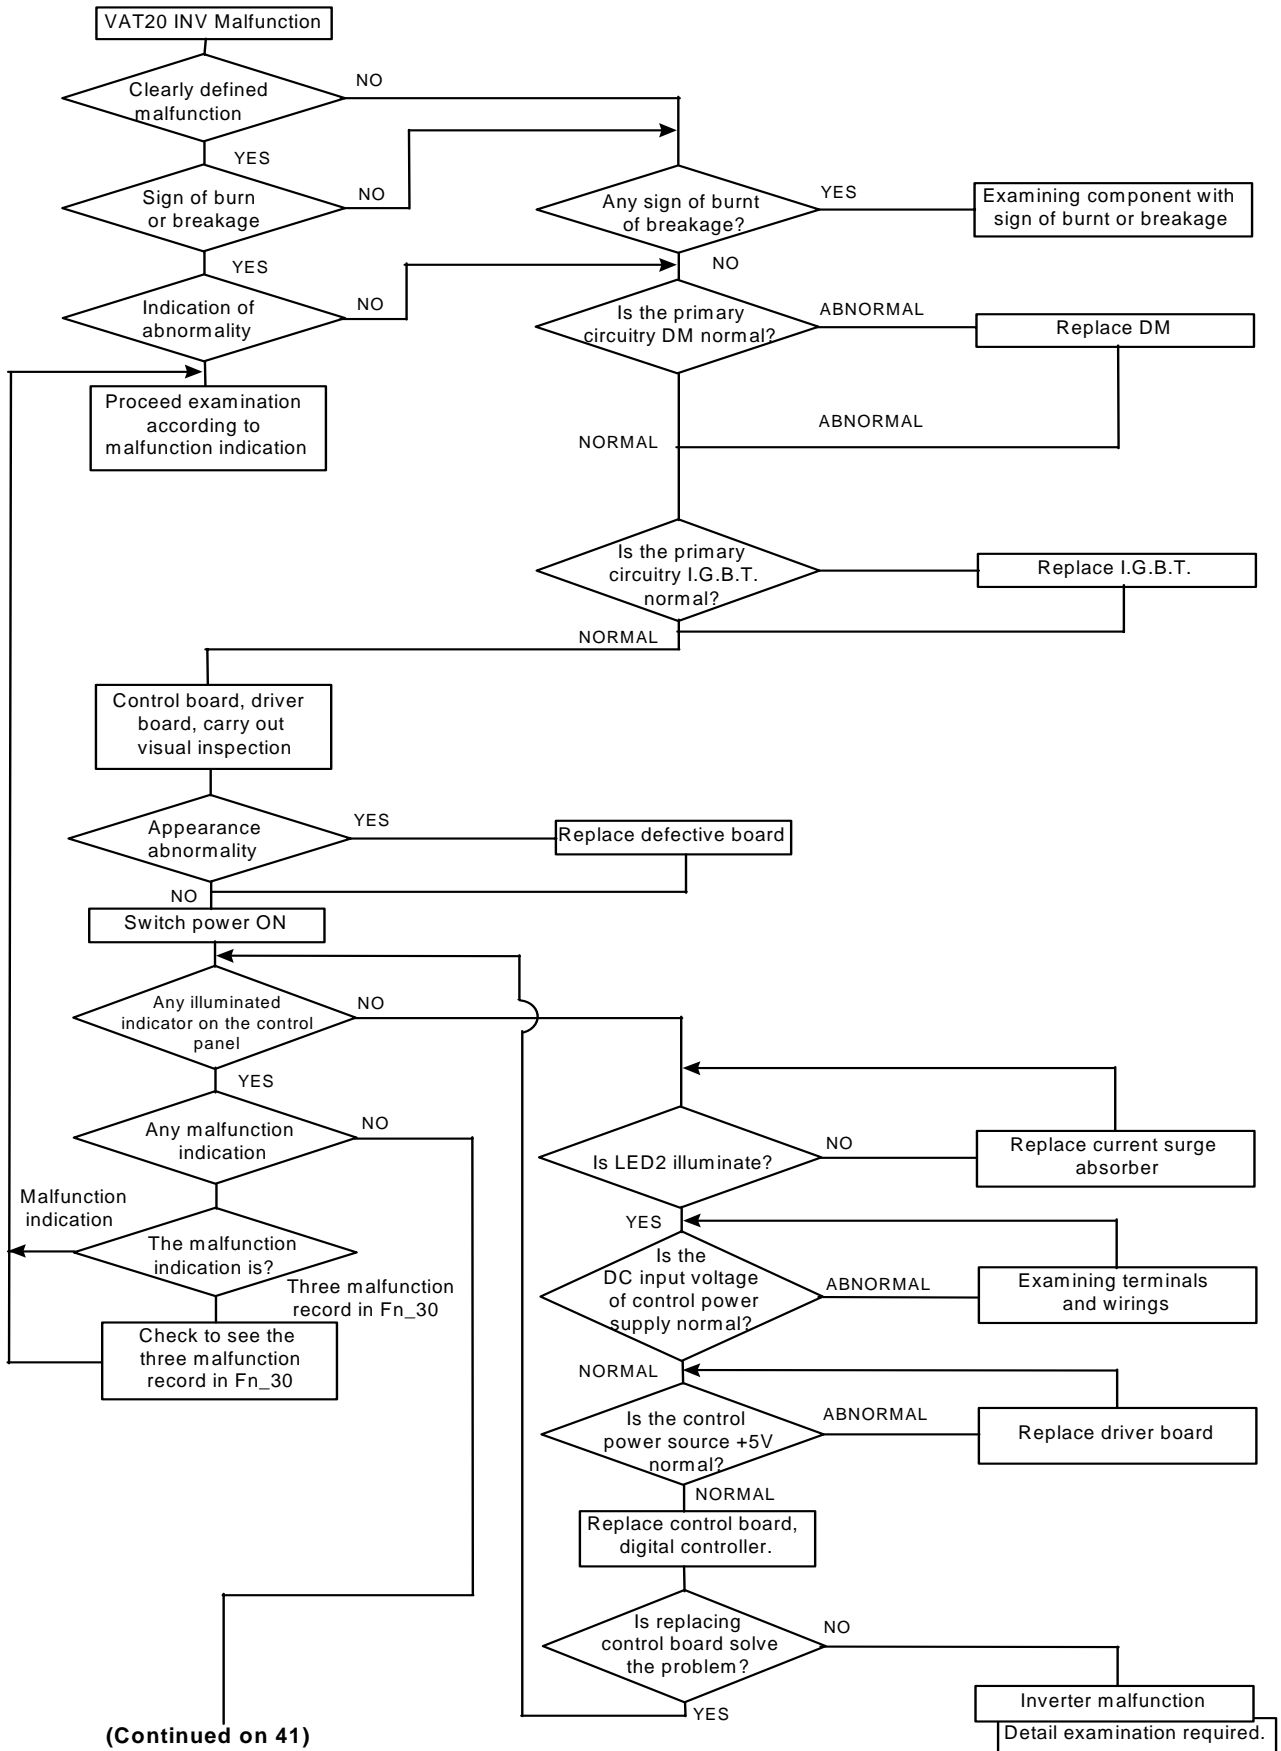 VAT20 INV Malfunction
Clearly defined
malfunction
NO
YES
Sign of burn
or breakage
NO
YES
Indication of
abnormality
NO
Proceed examination
according to
malfunction indication
Any sign of burnt
of breakage?
YES
Examining component with
sign of burnt or breakage
NO
Is the primary
circuitry DM normal?
ABNORMAL
Replace DM
ABNORMAL
NORMAL
Is the primary
circuitry I.G.B.T.
normal?
Replace I.G.B.T.
NORMAL
Control board, driver
board, carry out
visual inspection
Appearance
abnormality
YES
Replace defective board
NO
Switch power ON
Any illuminated
indicator on the control
panel
NO
YES
Any malfunction
indication
NO
Malfunction
indication
The malfunction
indication is?
Three malfunction
record in Fn_30
Check to see the
three malfunction
record in Fn_30
Is LED2 illuminate?
NO
Replace current surge
absorber
YES
Is the
DC input voltage
of control power
supply normal?
ABNORMAL
Examining terminals
and wirings
NORMAL
Is the control
power source +5V
normal?
ABNORMAL
Replace driver board
NORMAL
Replace control board,
digital controller.
Is replacing
control board solve
the problem?
NO
YES
Inverter malfunction
Detail examination required.
(Continued on 41)